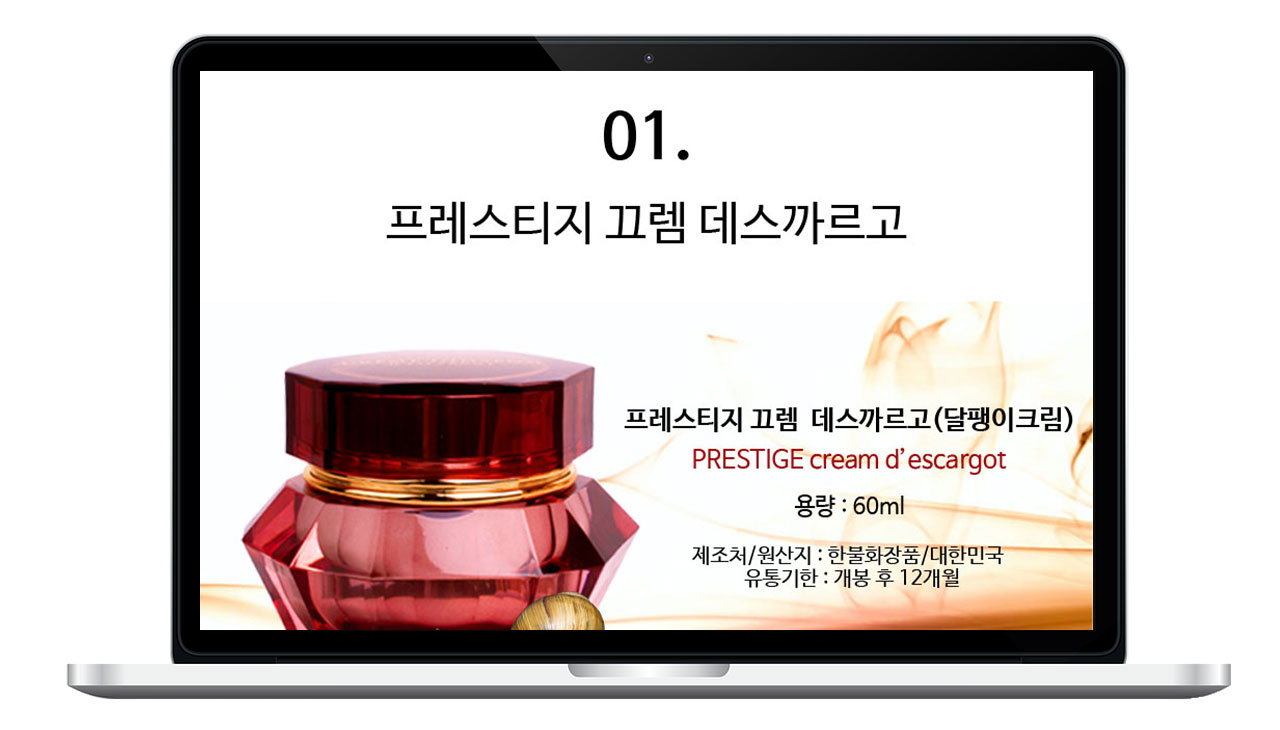 01.
프레스티지 끄렘 데스까르고
프레스티지 끄렘 데스까르고(달팽이크림)
PRESTIGE cream d’escargot
용량 : 60ml
제조처/원산지 : 한불화장품/대한민국
유통기한 : 개봉 후 12개월